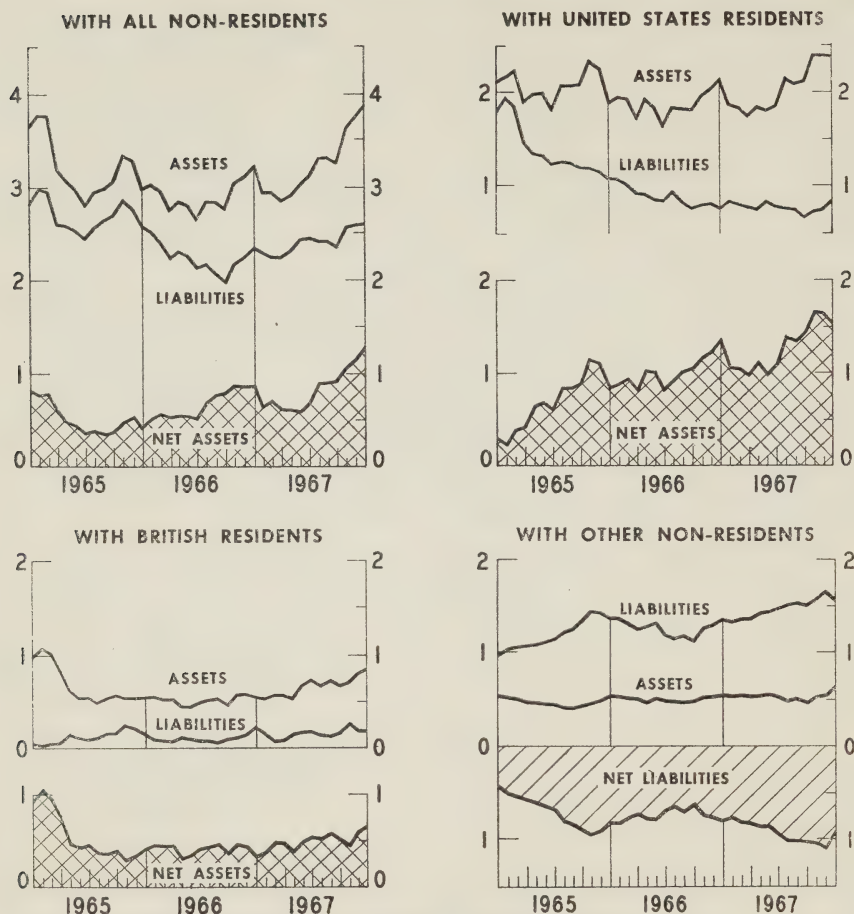 WITH ALL NON-RESIDENTS
4 4
ASSETS
3 3
2 2
LIABILITIES
1 1
NET ASSETS
0 0
1965 1966 1967
WITH UNITED STATES RESIDENTS
ASSETS
2 2
LIABILITIES
1 1
2 2
1 1
NET ASSETS
0 0
1965 1966 1967
WITH BRITISH RESIDENTS
2 2
1 1
ASSETS
LIABILITIES
0 0
1 1
NET ASSETS
0 0
1965 1966 1967
WITH OTHER NON-RESIDENTS
2 2
LIABILITIES
1 1
ASSETS
0 0
NET LIABILITIES
1 1
1965 1966 1967